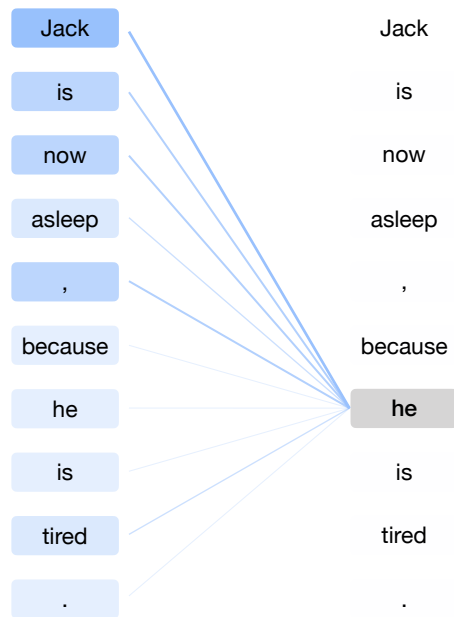 Jack Jack
is is
now now
asleep asleep
, ,
because because
he he
is is
tired tired
. .